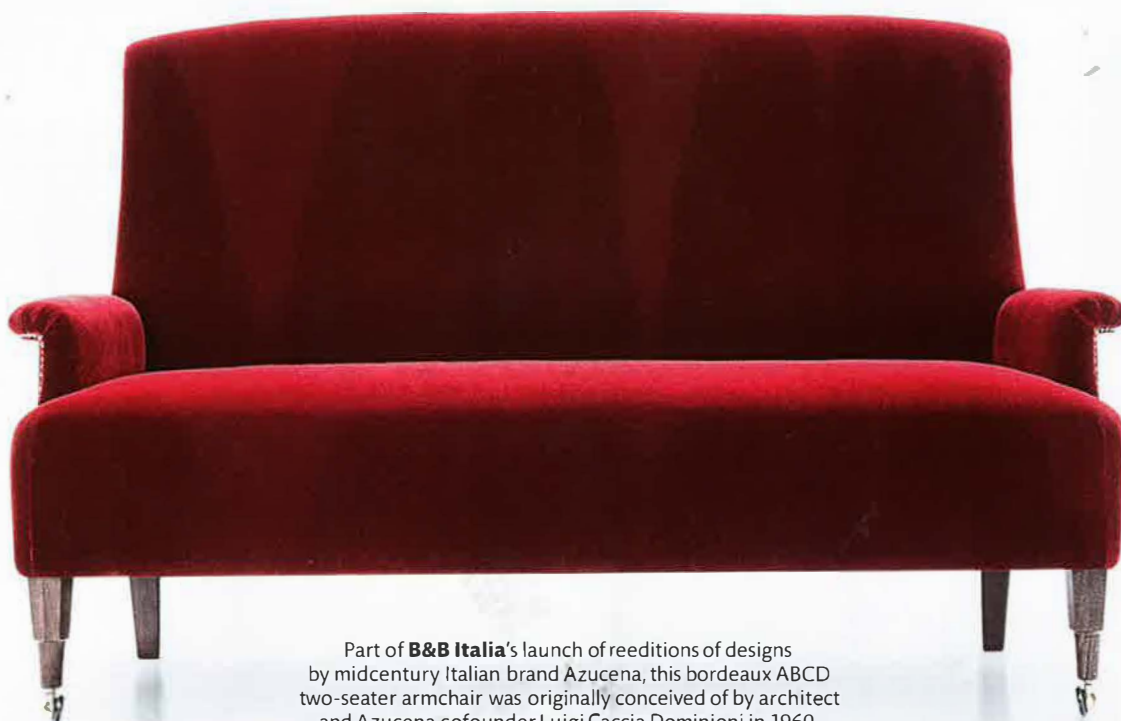 Part of B&B Italia's launch of reeditions of designs
by midcentury Italian brand Azucena, this bordeaux ABCD
two-seater armchair was originally conceived of by architect
and Azucena cofounder Luigi Caccia Dominioni in 1960